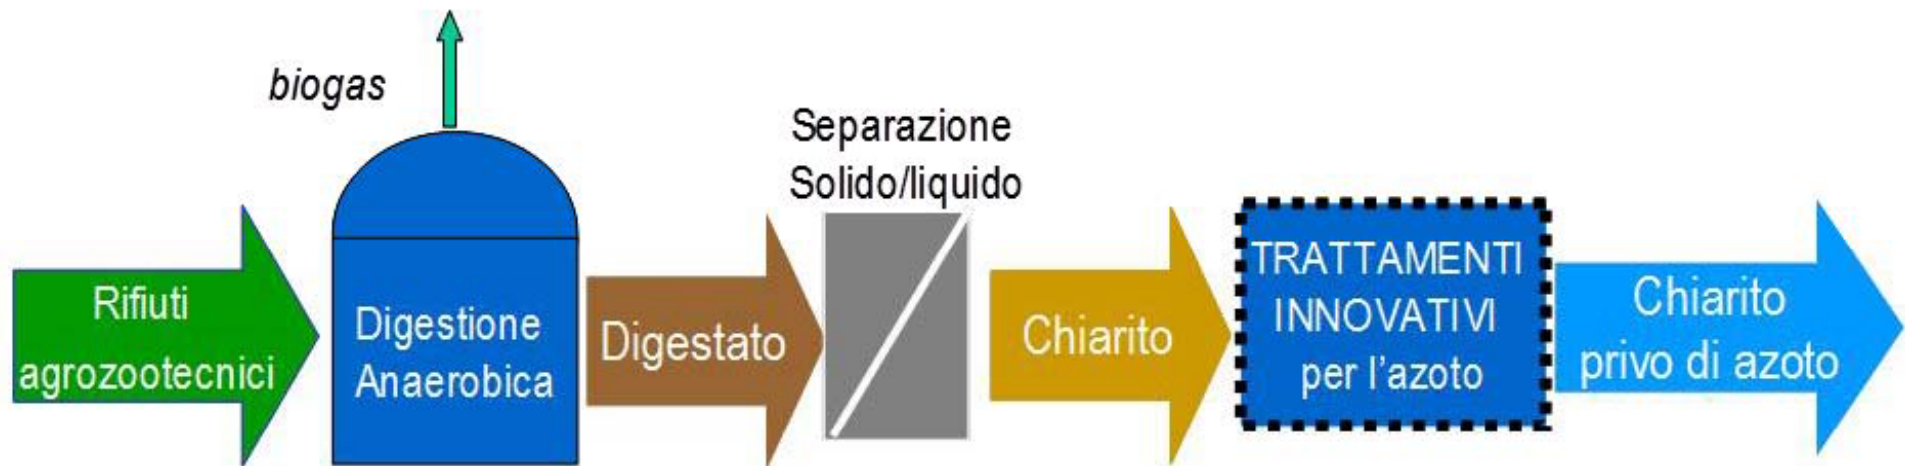 biogas
Separazione
Solido/liquido
Rifiuti
agrozootecnici
Digestione
Anaerobica
Digestato
Chiarito
TRATTAMENTI
INNOVATIVI
per l'azoto
Chiarito
privo di azoto